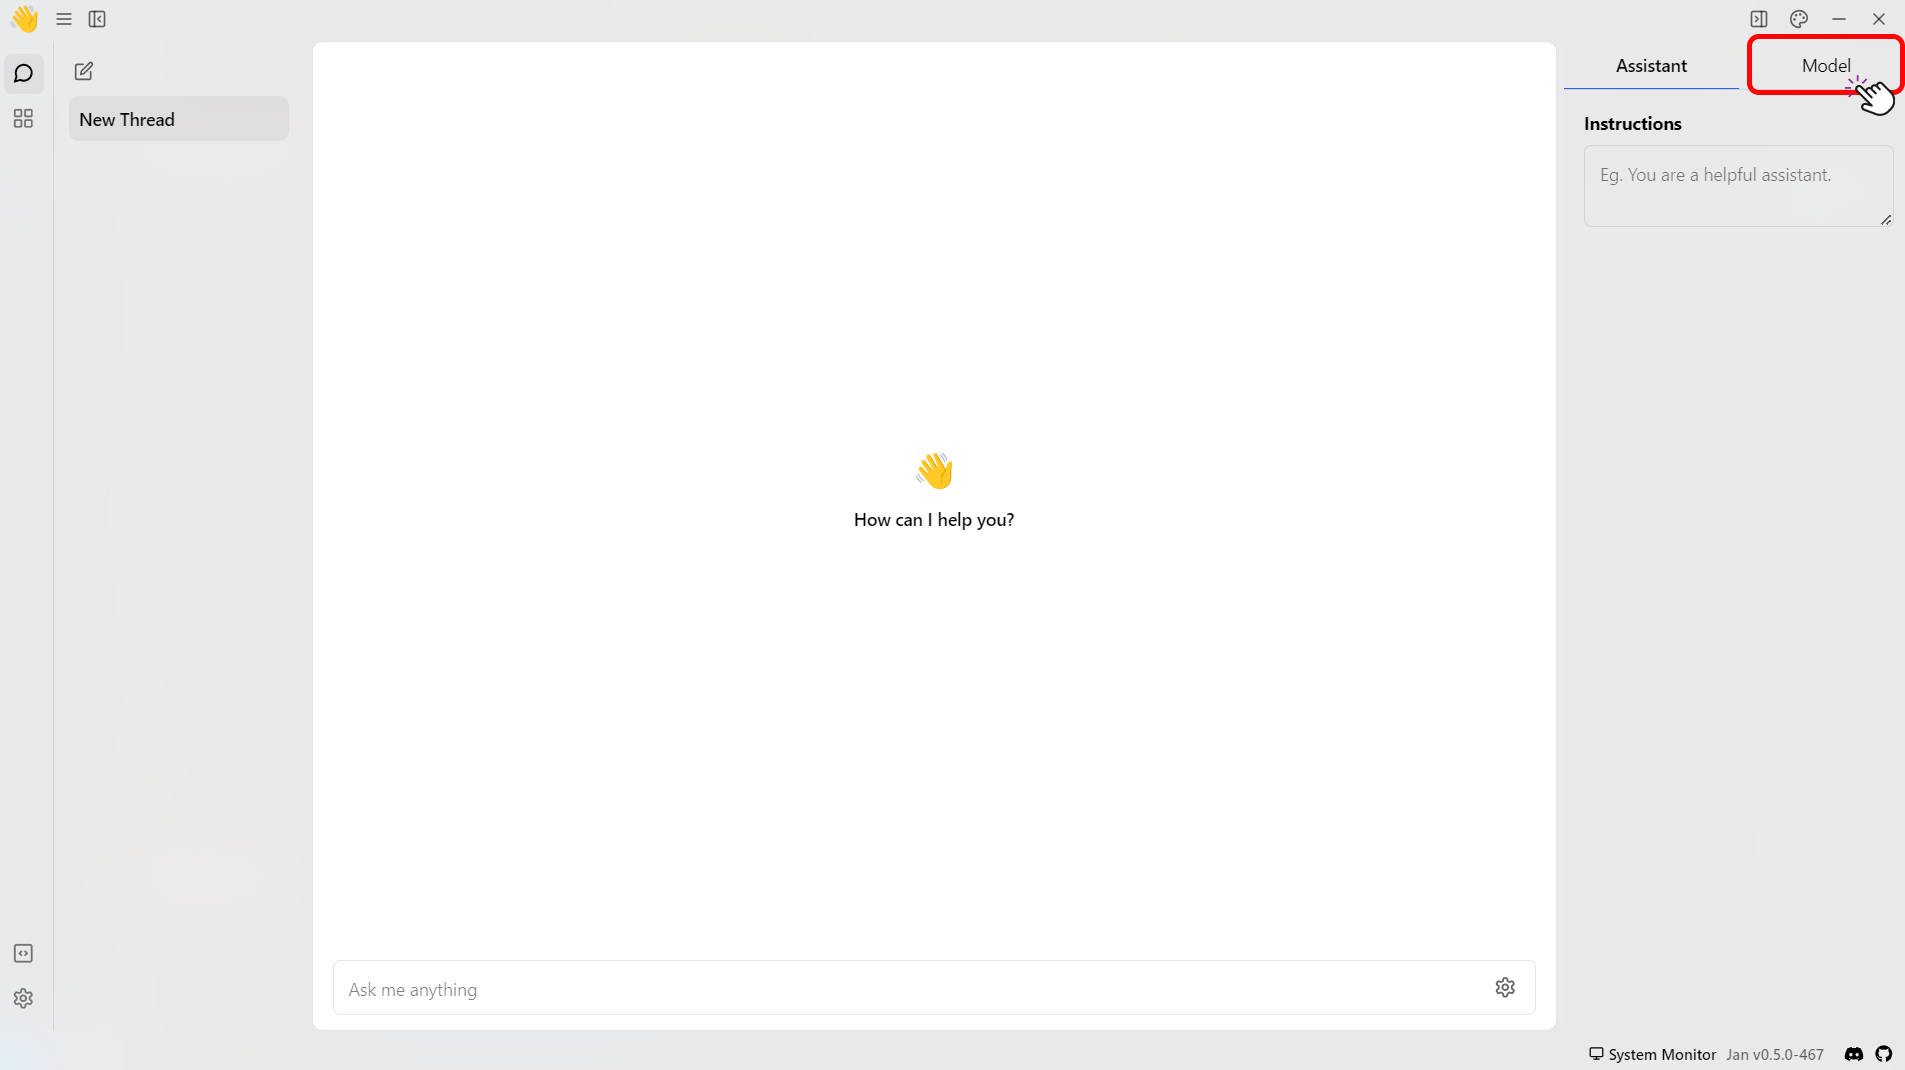 Assistant
Model
New Thread
Instructions
Eg. You are a helpful assistant.
How can I help you?
Ask me anything
System Monitor
Jan v0.5.0-467